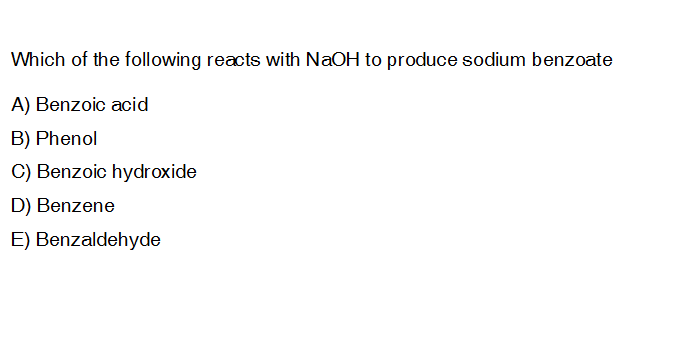 Which of the following reacts with NaOH to produce sodium benzoate
A) Benzoic acid
B) Phenol
C) Benzoic hydroxide
D) Benzene
E) Benzaldehyde